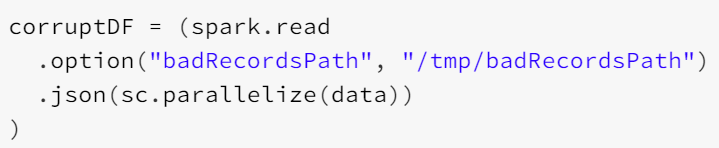 corruptDF = (spark.read
  .option("badRecordsPath", "/tmp/badRecordsPath")
  .json(sc.parallelize(data))
)